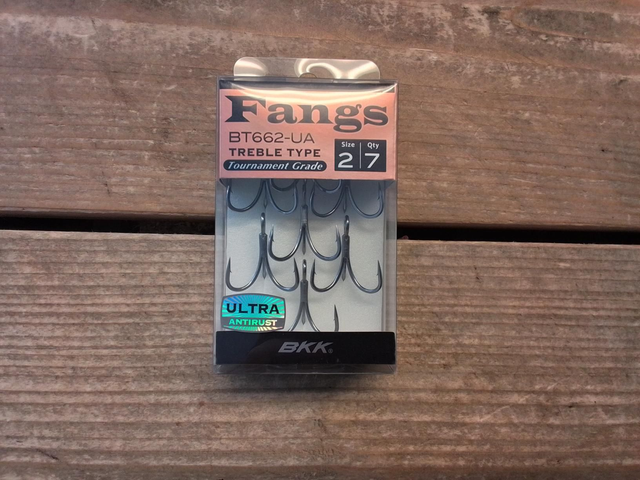 Fangs
BT662-UA
TREBLE TYPE
Tournament Grade
Size Qty
2 7
ULTRA
ANTIRUST
BKK®